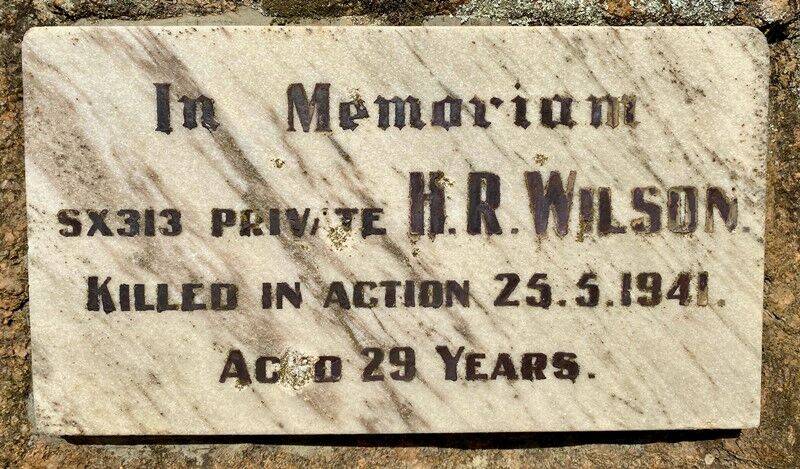 In Memoriam
SX313 PRIVATE H.R. WILSON.
KILLED IN ACTION 25.5.1941.
AGED 29 YEARS.